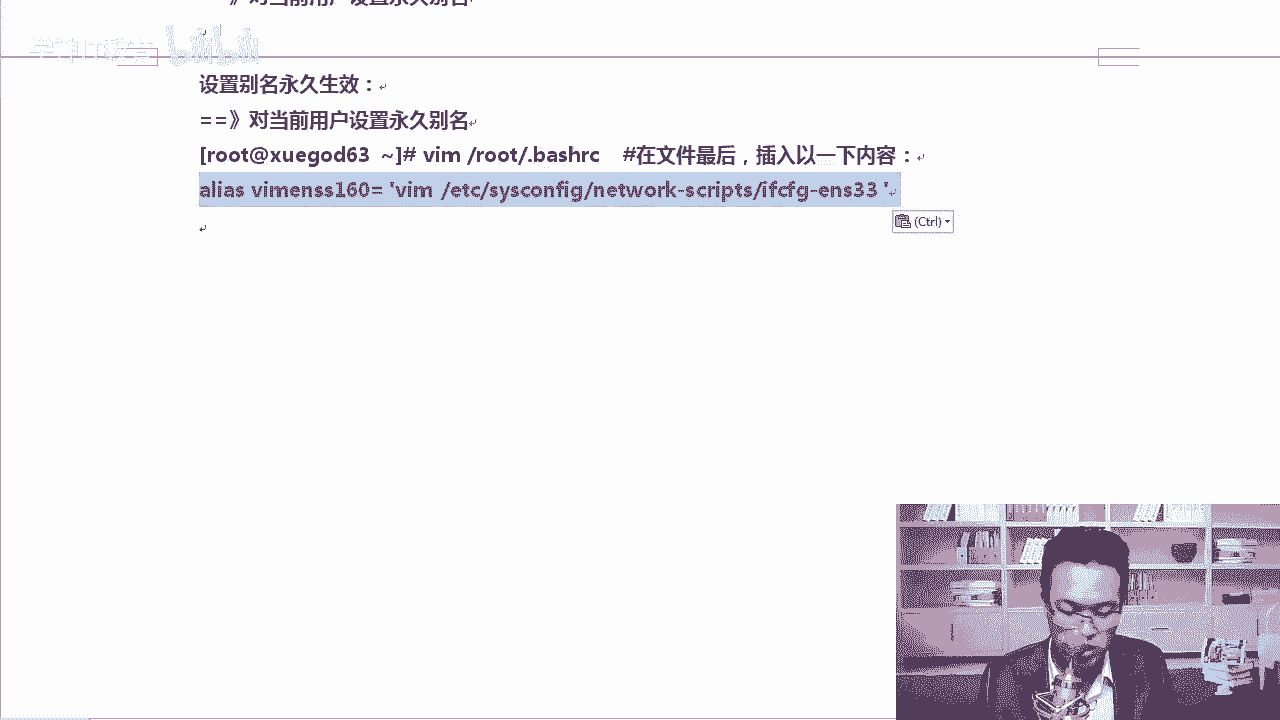 ==》对当前用户设置永久别名
设置别名永久生效：
==》对当前用户设置永久别名
[root@xuegod63 ~]# vim /root/.bashrc #在文件最后，插入以一下内容：
alias vimenss160= 'vim /etc/sysconfig/network-scripts/ifcfg-ens33 '
(Ctrl)
bilibili